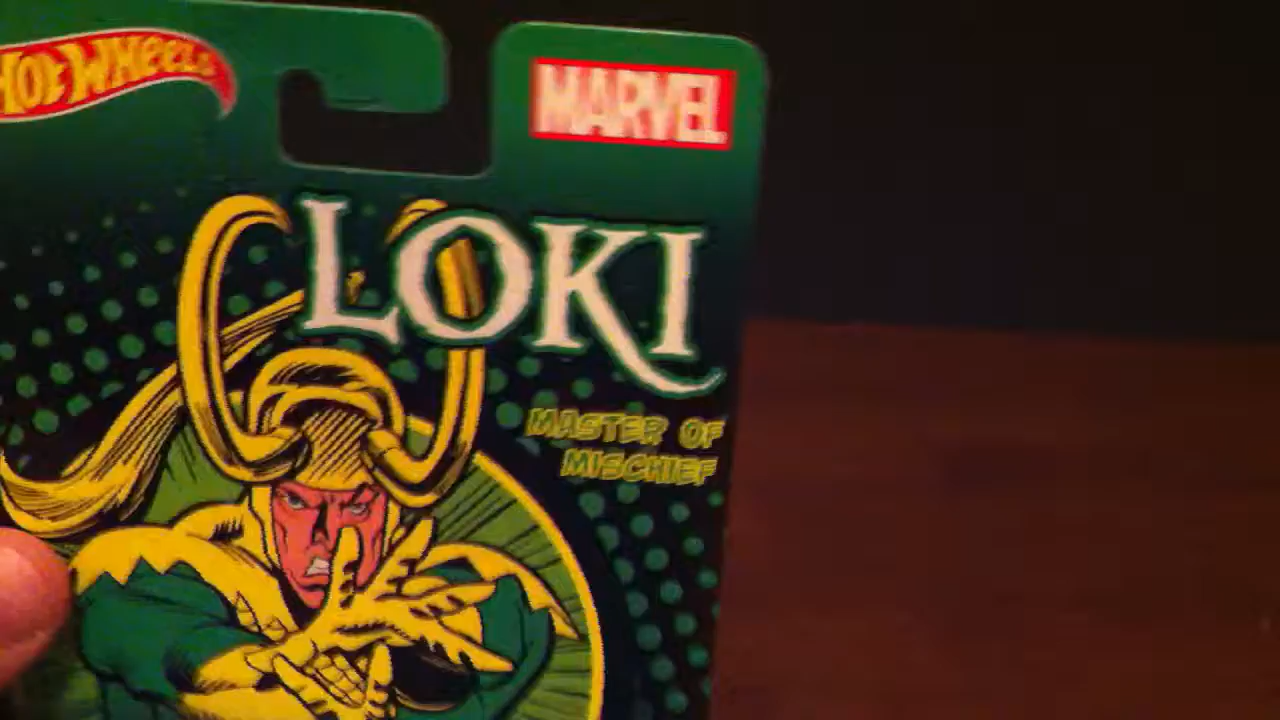 HOT WHEELS
MARVEL
LOKI
MASTER OF
MISCHIEF